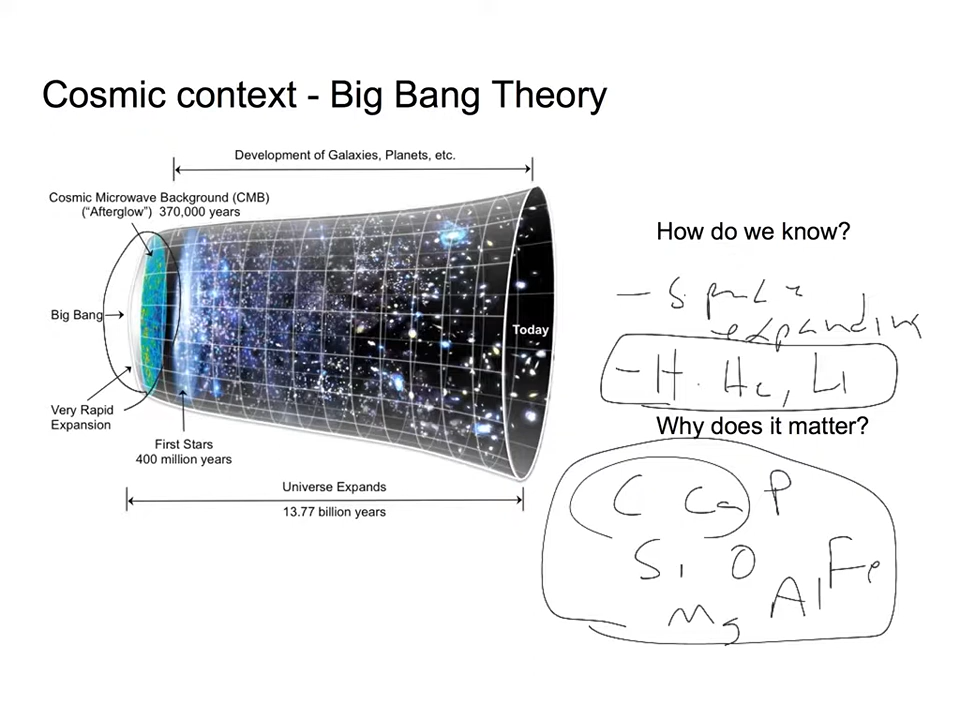 Cosmic context - Big Bang Theory
Development of Galaxies, Planets, etc.
Cosmic Microwave Background (CMB)
("Afterglow") 370,000 years
Big Bang
Very Rapid
Expansion
First Stars
400 million years
Today
Universe Expands
13.77 billion years
How do we know?
expanding
- H. He, Li
Why does it matter?
C Ca P
Si O Fe
Mg Al